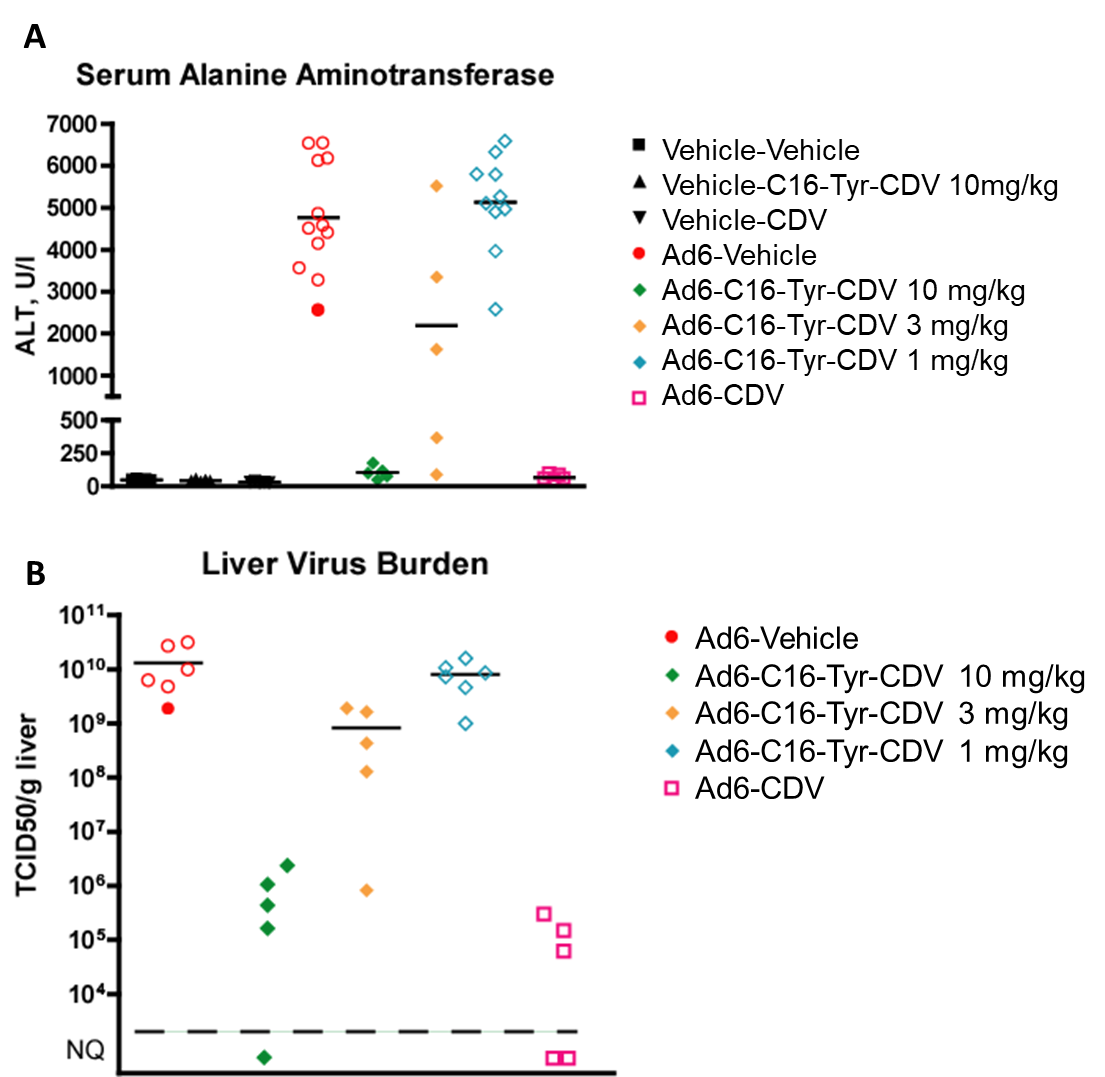 A
Serum Alanine Aminotransferase
ALT, U/l
7000
6000
5000
4000
3000
2000
1000
500
250
0
Vehicle-Vehicle
Vehicle-C16-Tyr-CDV 10mg/kg
Vehicle-CDV
Ad6-Vehicle
Ad6-C16-Tyr-CDV 10 mg/kg
Ad6-C16-Tyr-CDV 3 mg/kg
Ad6-C16-Tyr-CDV 1 mg/kg
Ad6-CDV
B
Liver Virus Burden
TCID50/g liver
10¹¹
10¹⁰
10⁹
10⁸
10⁷
10⁶
10⁵
10⁴
NQ
Ad6-Vehicle
Ad6-C16-Tyr-CDV 10 mg/kg
Ad6-C16-Tyr-CDV 3 mg/kg
Ad6-C16-Tyr-CDV 1 mg/kg
Ad6-CDV